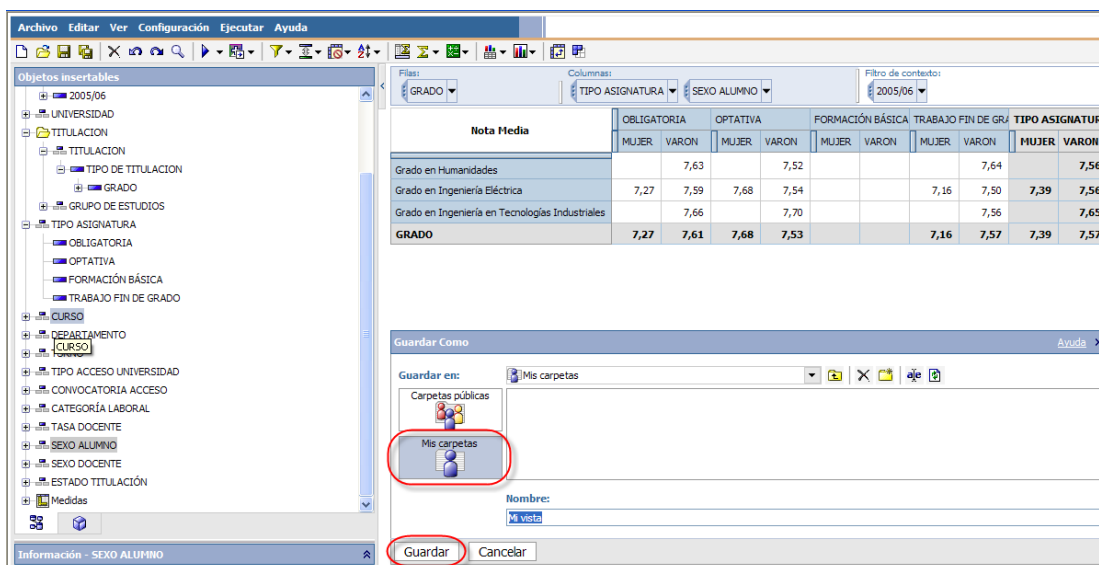 Archivo Editar Ver Configuración Ejecutar Ayuda
Objetos insertables
2005/06
UNIVERSIDAD
TITULACION
TITULACION
TIPO DE TITULACION
GRADO
GRUPO DE ESTUDIOS
TIPO ASIGNATURA
OBLIGATORIA
OPTATIVA
FORMACIÓN BÁSICA
TRABAJO FIN DE GRADO
CURSO
DEPARTAMENTO
CURSO
TIPO ACCESO UNIVERSIDAD
CONVOCATORIA ACCESO
CATEGORÍA LABORAL
TASA DOCENTE
SEXO ALUMNO
SEXO DOCENTE
ESTADO TITULACIÓN
Medidas
Información - SEXO ALUMNO
Filas: Columnas: Filtro de contexto:
GRADO TIPO ASIGNATURA SEXO ALUMNO 2005/06
Nota Media
OBLIGATORIA OPTATIVA FORMACIÓN BÁSICA TRABAJO FIN DE GRA TIPO ASIGNATUR
MUJER VARON MUJER VARON MUJER VARON MUJER VARON MUJER VARON
Grado en Humanidades 7,63 7,52 7,64 7,56
Grado en Ingeniería Eléctrica 7,27 7,59 7,68 7,54 7,16 7,50 7,39 7,56
Grado en Ingeniería en Tecnologías Industriales 7,66 7,70 7,56 7,65
GRADO 7,27 7,61 7,68 7,53 7,16 7,57 7,39 7,57
Guardar Como Ayuda
Guardar en: Mis carpetas
Carpetas públicas
Mis carpetas
Nombre:
Mi vista
Guardar Cancelar